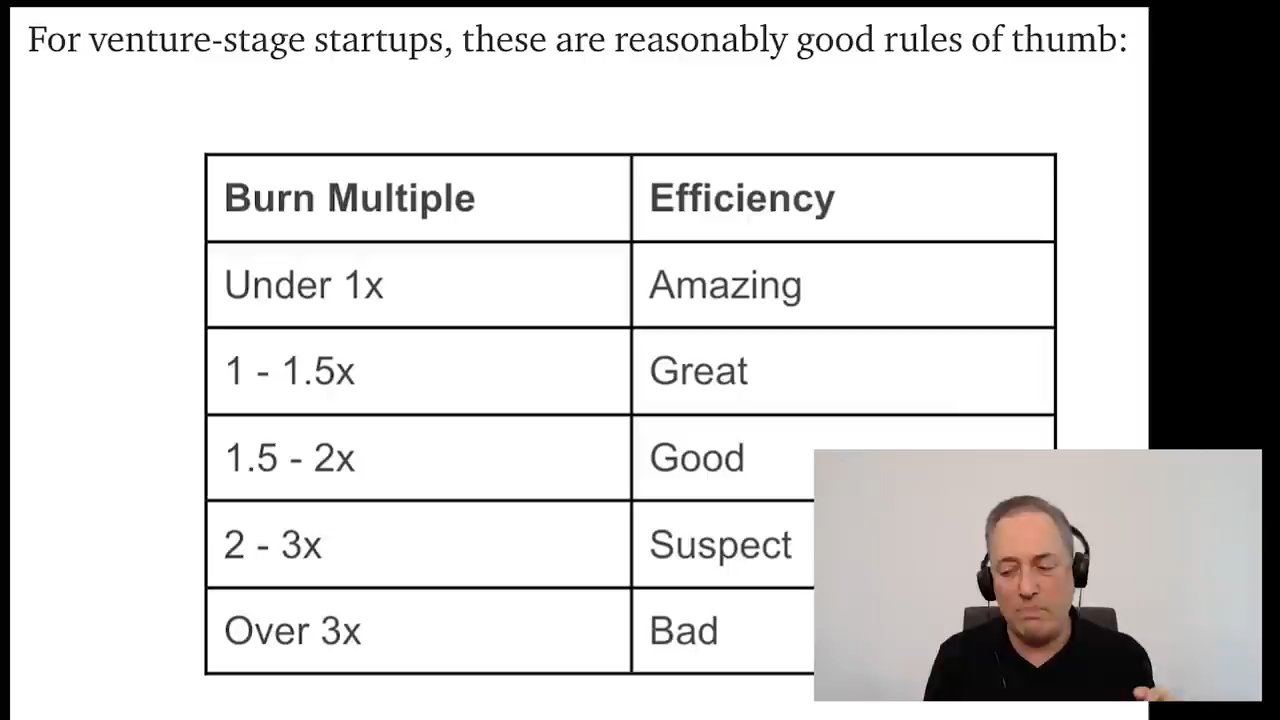 For venture-stage startups, these are reasonably good rules of thumb:
Burn Multiple Efficiency
Under 1x Amazing
1 - 1.5x Great
1.5 - 2x Good
2 - 3x Suspect
Over 3x Bad